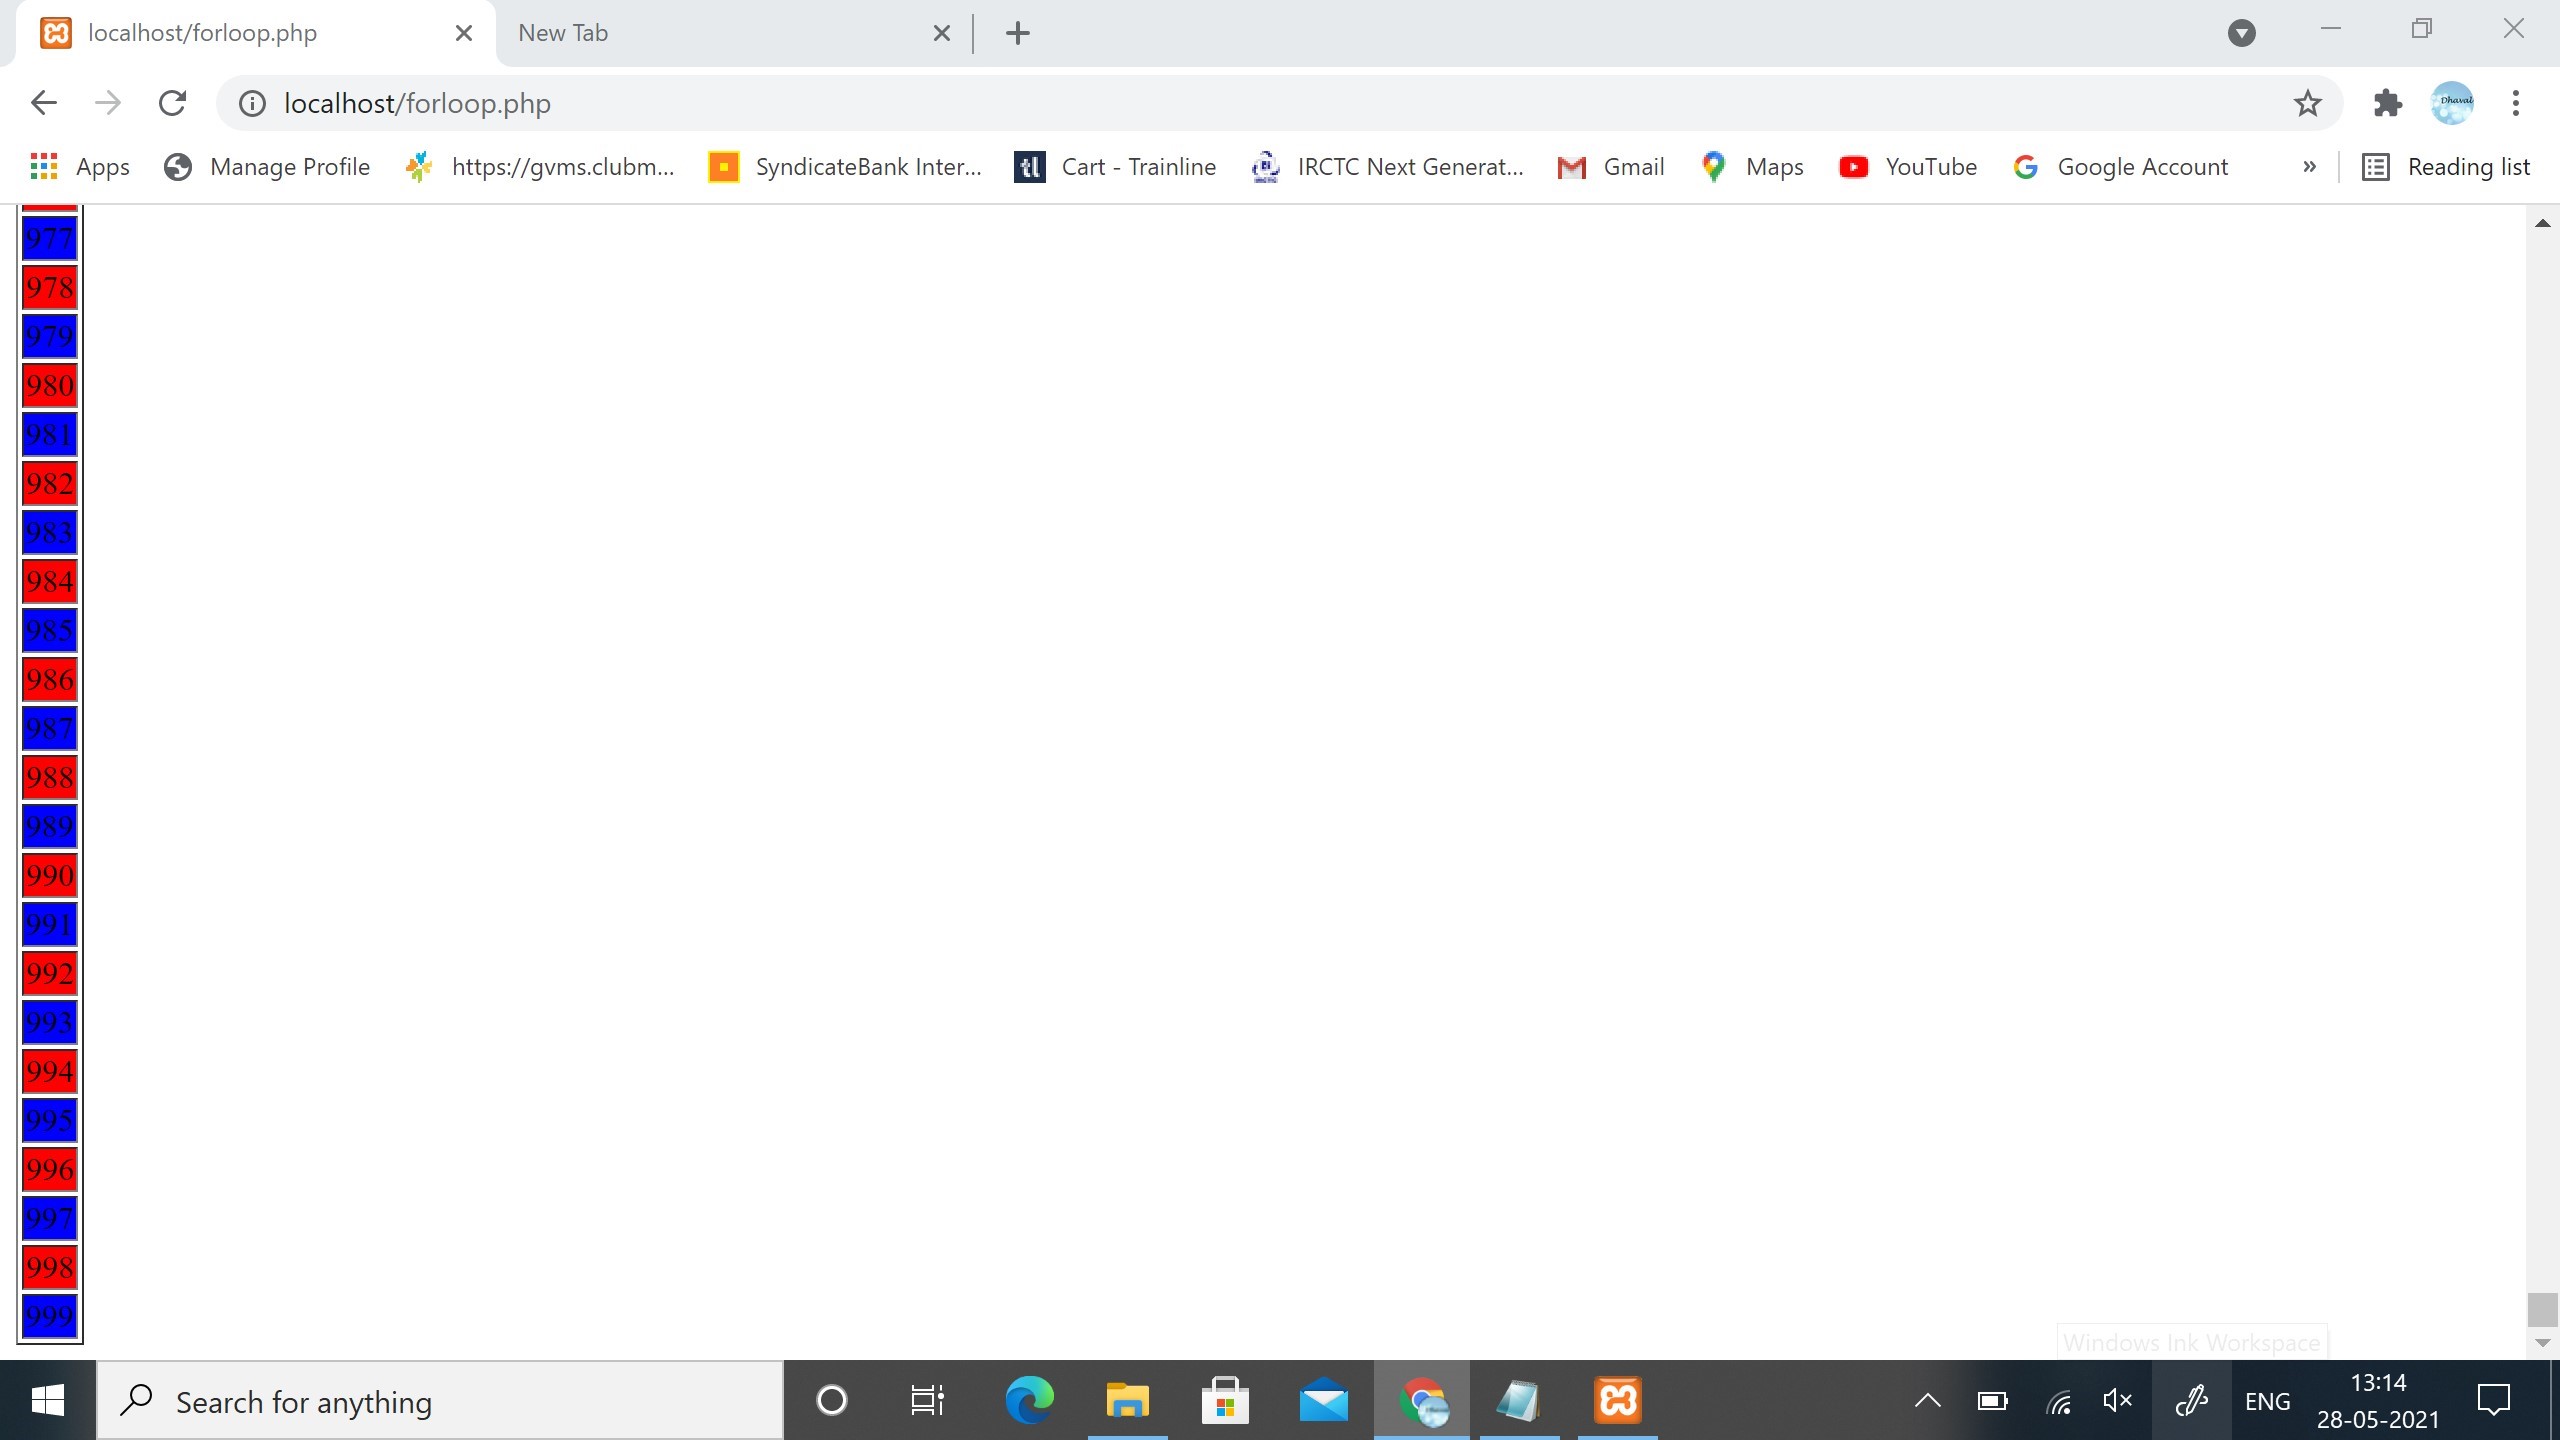 localhost/forloop.php
New Tab
localhost/forloop.php
Dhaval
Apps
Manage Profile
https://gvms.clubm...
SyndicateBank Inter...
tl
Cart - Trainline
IRCTC Next Generat...
Gmail
Maps
YouTube
Google Account
»
Reading list
977
978
979
980
981
982
983
984
985
986
987
988
989
990
991
992
993
994
995
996
997
998
999
Windows Ink Workspace
Search for anything
ENG
13:14
28-05-2021